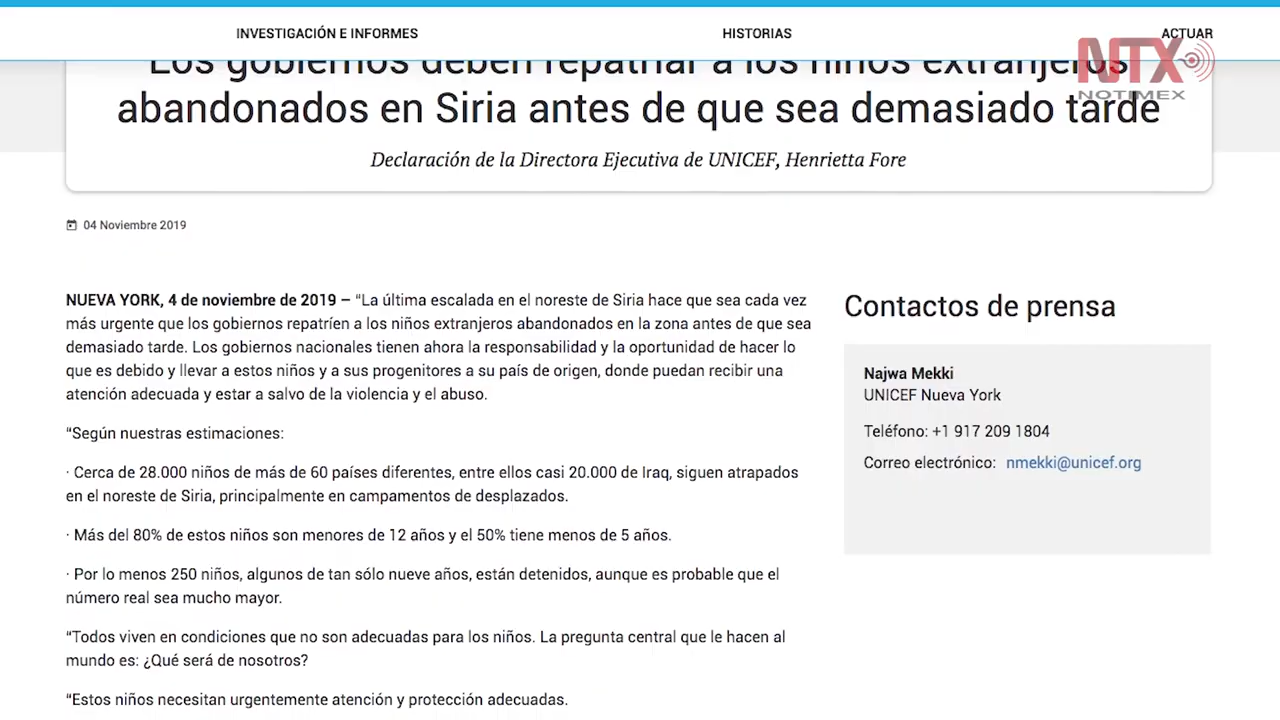 INVESTIGACIÓN E INFORMES
HISTORIAS
ACTUAR
NTX
NOTIMEX
Los gobiernos deben repatriar a los niños extranjeros
abandonados en Siria antes de que sea demasiado tarde
Declaración de la Directora Ejecutiva de UNICEF, Henrietta Fore
04 Noviembre 2019
NUEVA YORK, 4 de noviembre de 2019 – “La última escalada en el noreste de Siria hace que sea cada vez
más urgente que los gobiernos repatríen a los niños extranjeros abandonados en la zona antes de que sea
demasiado tarde. Los gobiernos nacionales tienen ahora la responsabilidad y la oportunidad de hacer lo
que es debido y llevar a estos niños y a sus progenitores a su país de origen, donde puedan recibir una
atención adecuada y estar a salvo de la violencia y el abuso.
“Según nuestras estimaciones:
· Cerca de 28.000 niños de más de 60 países diferentes, entre ellos casi 20.000 de Iraq, siguen atrapados
en el noreste de Siria, principalmente en campamentos de desplazados.
· Más del 80% de estos niños son menores de 12 años y el 50% tiene menos de 5 años.
· Por lo menos 250 niños, algunos de tan sólo nueve años, están detenidos, aunque es probable que el
número real sea mucho mayor.
“Todos viven en condiciones que no son adecuadas para los niños. La pregunta central que le hacen al
mundo es: ¿Qué será de nosotros?
“Estos niños necesitan urgentemente atención y protección adecuadas.
Contactos de prensa
Najwa Mekki
UNICEF Nueva York
Teléfono: +1 917 209 1804
Correo electrónico: nmekki@unicef.org